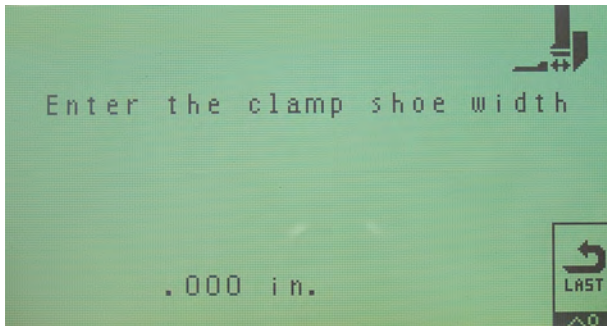 Enter the clamp shoe width
.000 in.
LAST